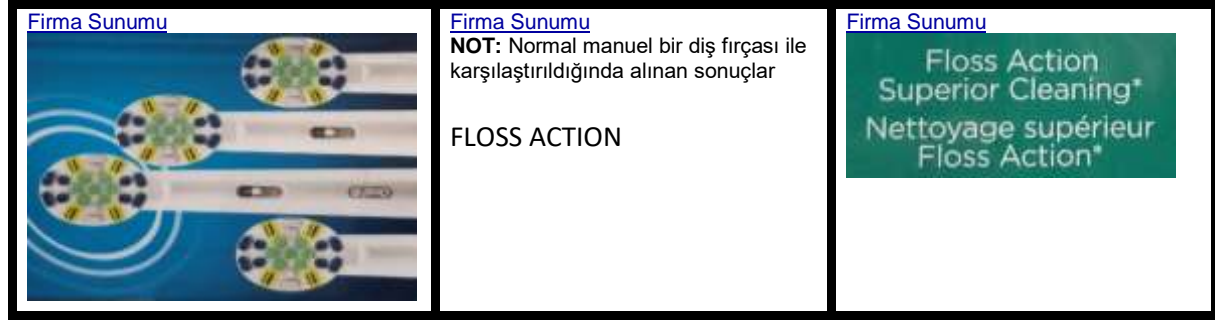 Firma Sunumu
Firma Sunumu
NOT: Normal manuel bir diş fırçası ile
karşılaştırıldığında alınan sonuçlar
FLOSS ACTION
Firma Sunumu
Floss Action
Superior Cleaning*
Nettoyage supérieur
Floss Action*